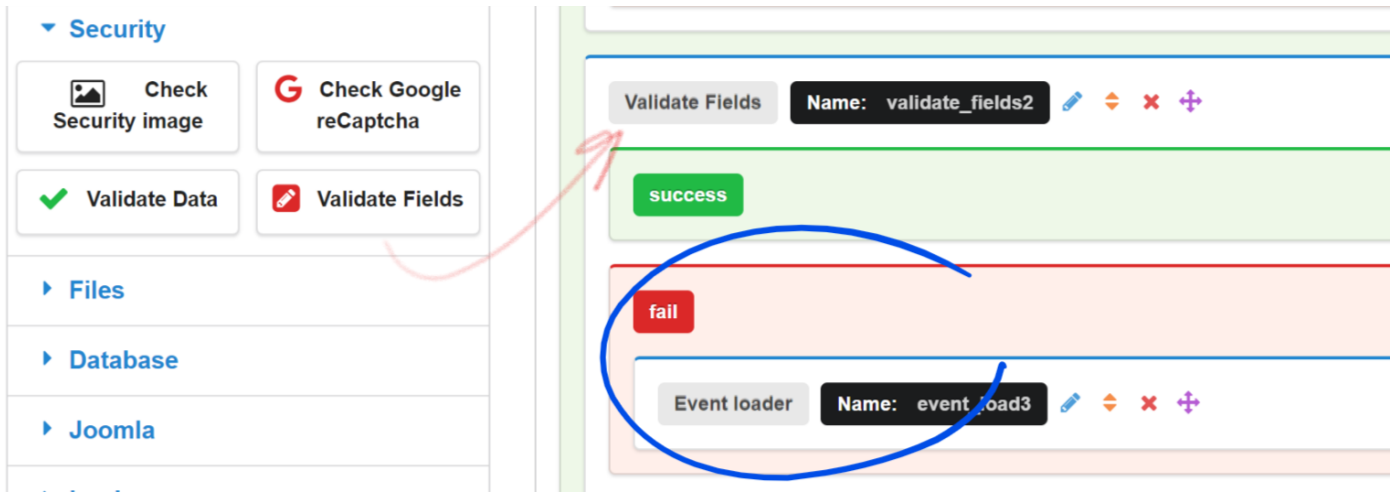 Security
Check
Security image
Check Google
reCaptcha
Validate Data
Validate Fields
Files
Database
Joomla
Validate Fields
Name: validate_fields2
success
fail
Event loader
Name: event_load3